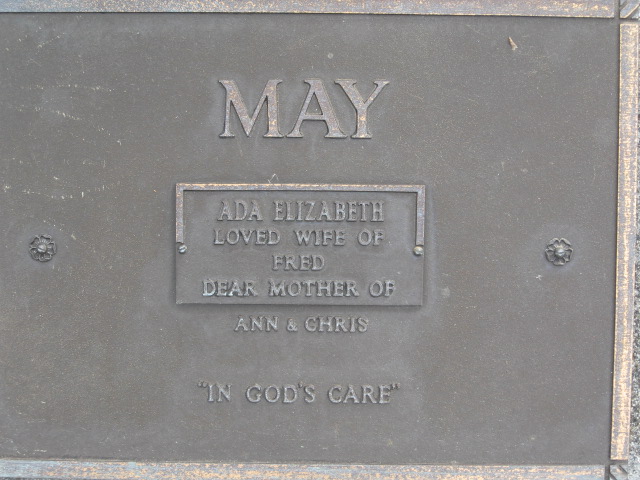 MAY
ADA ELIZABETH
LOVED WIFE OF
FRED
DEAR MOTHER OF
ANN & CHRIS
"IN GOD'S CARE"